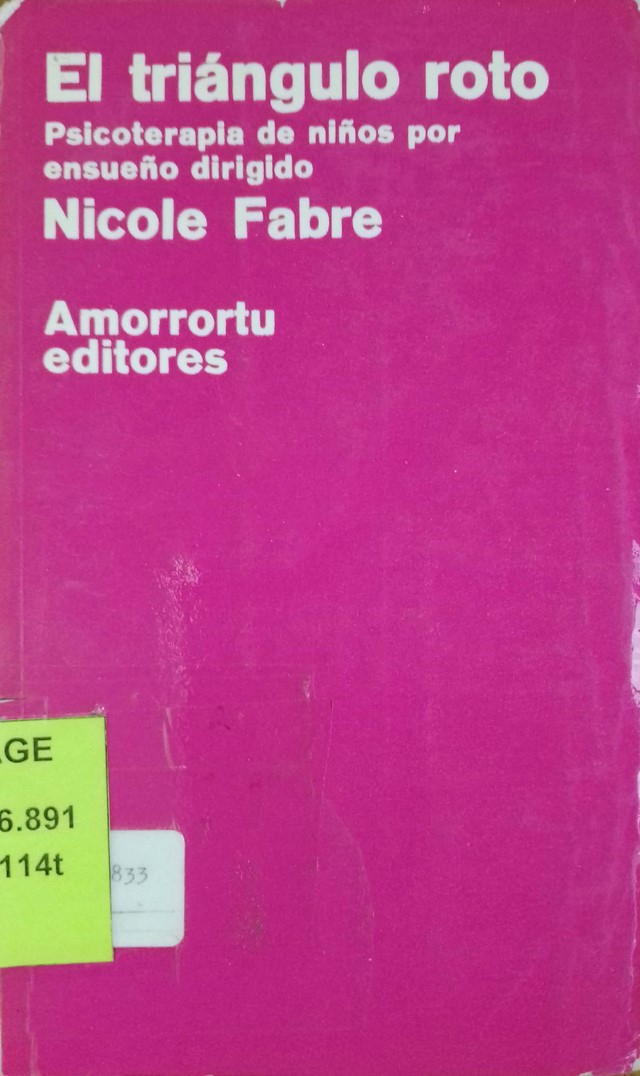 El triángulo roto
Psicoterapia de niños por
ensueño dirigido
Nicole Fabre
Amorrortu
editores
GE
6.891
114t
833